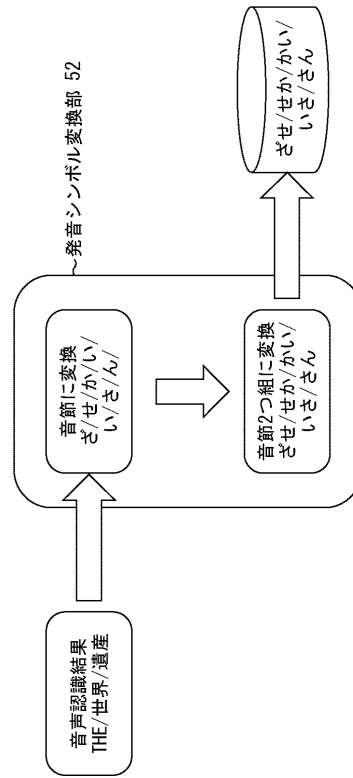 音声認識結果
THE/世界/遺産
発音シンボル変換部 52
音節に変換
ざ/せ/か/い/
い/さ/ん/
音節2つ組に変換
ざせ/せか/かい/
いさ/さん
ざせ/せか/かい/
いさ/さん